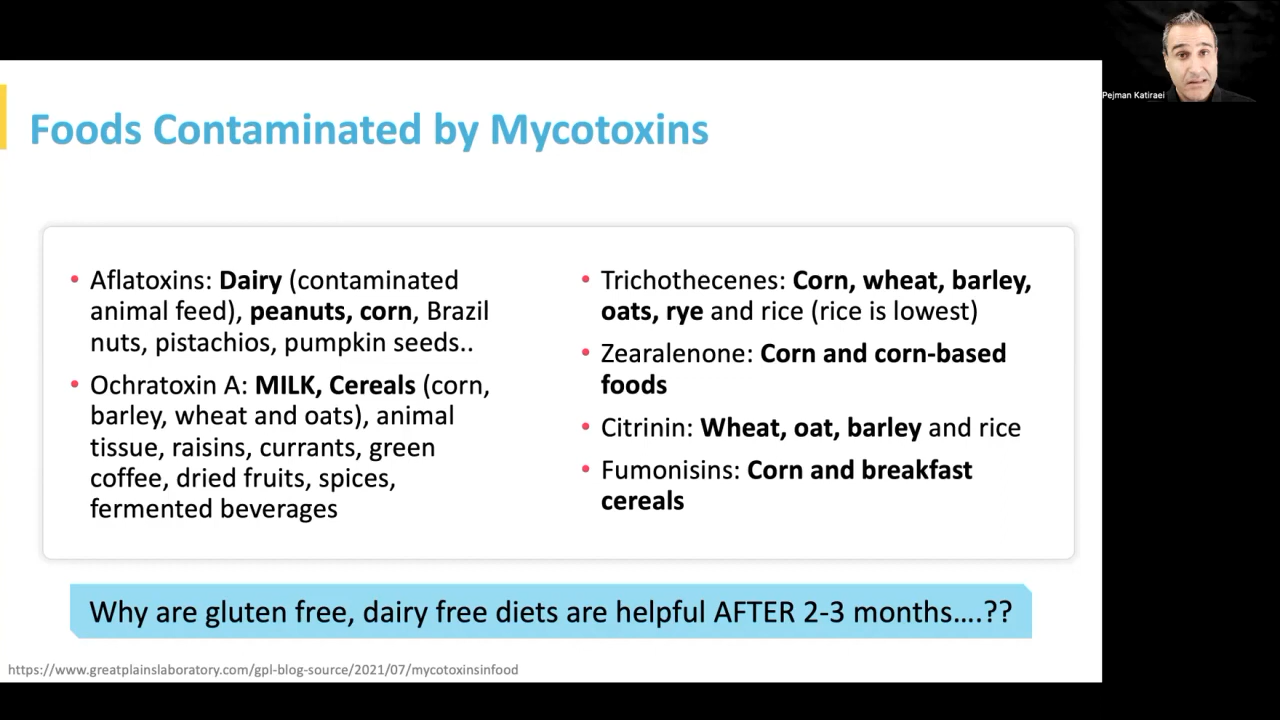 Pejman Katiraei
Foods Contaminated by Mycotoxins
• Aflatoxins: Dairy (contaminated
animal feed), peanuts, corn, Brazil
nuts, pistachios, pumpkin seeds..
• Ochratoxin A: MILK, Cereals (corn,
barley, wheat and oats), animal
tissue, raisins, currants, green
coffee, dried fruits, spices,
fermented beverages
• Trichothecenes: Corn, wheat, barley,
oats, rye and rice (rice is lowest)
• Zearalenone: Corn and corn-based
foods
• Citrinin: Wheat, oat, barley and rice
• Fumonisins: Corn and breakfast
cereals
Why are gluten free, dairy free diets are helpful AFTER 2-3 months....??
https://www.greatplainslaboratory.com/gpl-blog-source/2021/07/mycotoxinsinfood